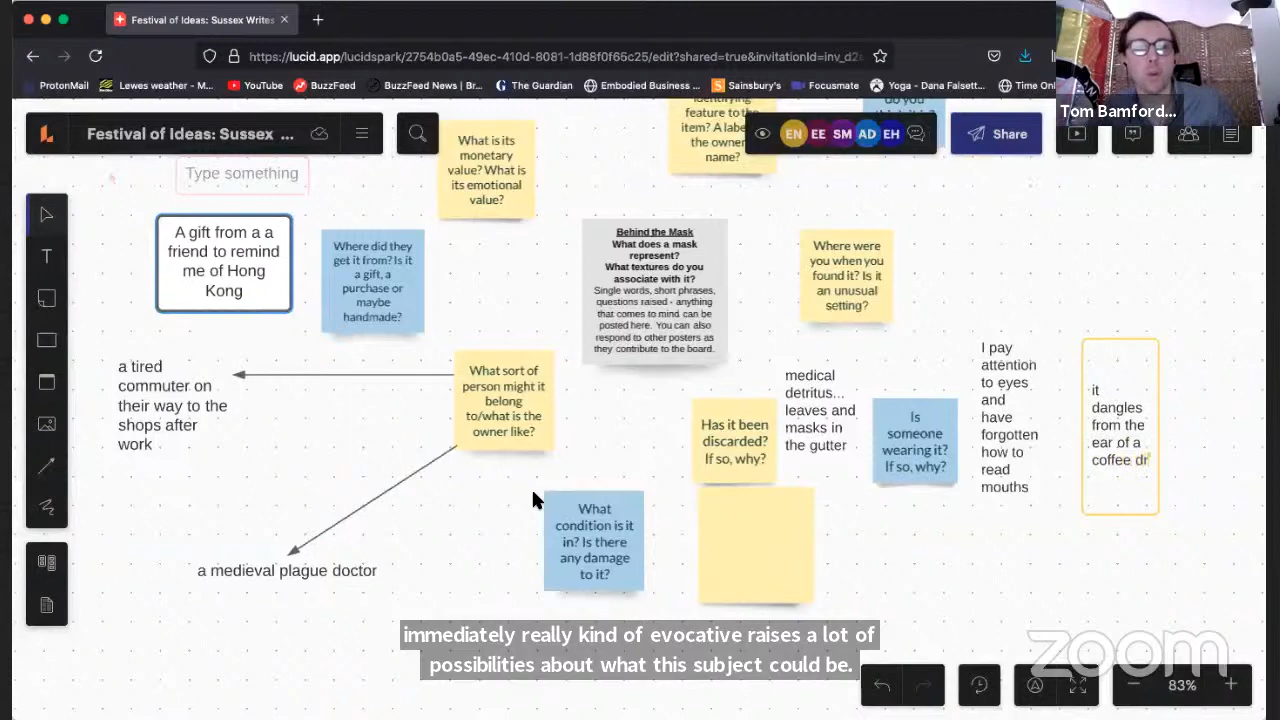 Festival of Ideas: Sussex Writes
https://lucid.app/lucidspark/2754b0a5-49ec-410d-8081-1d88f0f65c25/edit?shared=true&invitationId=inv_d2
ProtonMail
Lewes weather - M...
YouTube
BuzzFeed
BuzzFeed News | Br...
The Guardian
Embodied Business...
Sainsbury's
Focusmate
Yoga - Dana Falsett...
Time Onl
Tom Bamford...
Festival of Ideas: Sussex ...
EN
EE
SM
AD
EH
Share
Type something
What is its
monetary
value? What
is its emotional
value?
identifying
feature to the
item? A label
the owner
name?
do you
A gift from a a
friend to remind
me of Hong
Kong
Where did they
get it from? Is it
a gift, a
purchase or
maybe
handmade?
Behind the Mask
What does a mask
represent?
What textures do you
associate with it?
Single words, short phrases,
questions raised - anything
that comes to mind can be
posted here. You can also
respond to other posters as
they contribute to the board.
Where were
you when you
found it? Is it
an unusual
setting?
a tired
commuter on
their way to the
shops after
work
What sort of
person might it
belong
to/what is the
owner like?
Has it been
discarded?
If so, why?
medical
detritus...
leaves and
masks in
the gutter
Is
someone
wearing it?
If so, why?
I pay
attention
to eyes
and
have
forgotten
how to
read
mouths
it
dangles
from the
ear of a
coffee dr
What
condition is it
in? Is there
any damage
to it?
a medieval plague doctor
immediately really kind of evocative raises a lot of
possibilities about what this subject could be.
zoom
83%